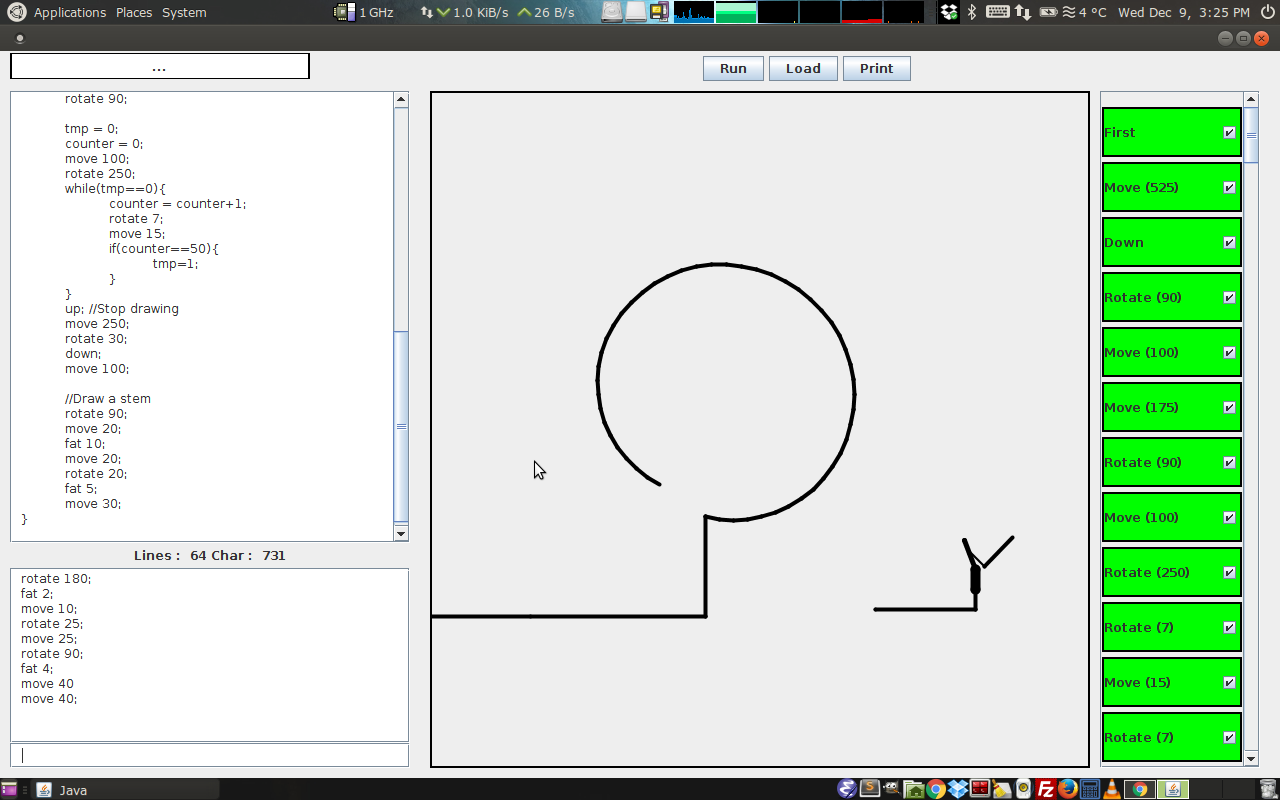 Applications Places System 1 GHz 1.0 KiB/s 26 B/s 4 °C Wed Dec 9, 3:25 PM
...
Run Load Print
rotate 90;
tmp = 0;
counter = 0;
move 100;
rotate 250;
while(tmp==0){
counter = counter+1;
rotate 7;
move 15;
if(counter==50){
tmp=1;
}
}
up; //Stop drawing
move 250;
rotate 30;
down;
move 100;
//Draw a stem
rotate 90;
move 20;
fat 10;
move 20;
rotate 20;
fat 5;
move 30;
}
Lines : 64 Char : 731
rotate 180;
fat 2;
move 10;
rotate 25;
move 25;
rotate 90;
fat 4;
move 40
move 40;
First
Move (525)
Down
Rotate (90)
Move (100)
Move (175)
Rotate (90)
Move (100)
Rotate (250)
Rotate (7)
Move (15)
Rotate (7)
Java